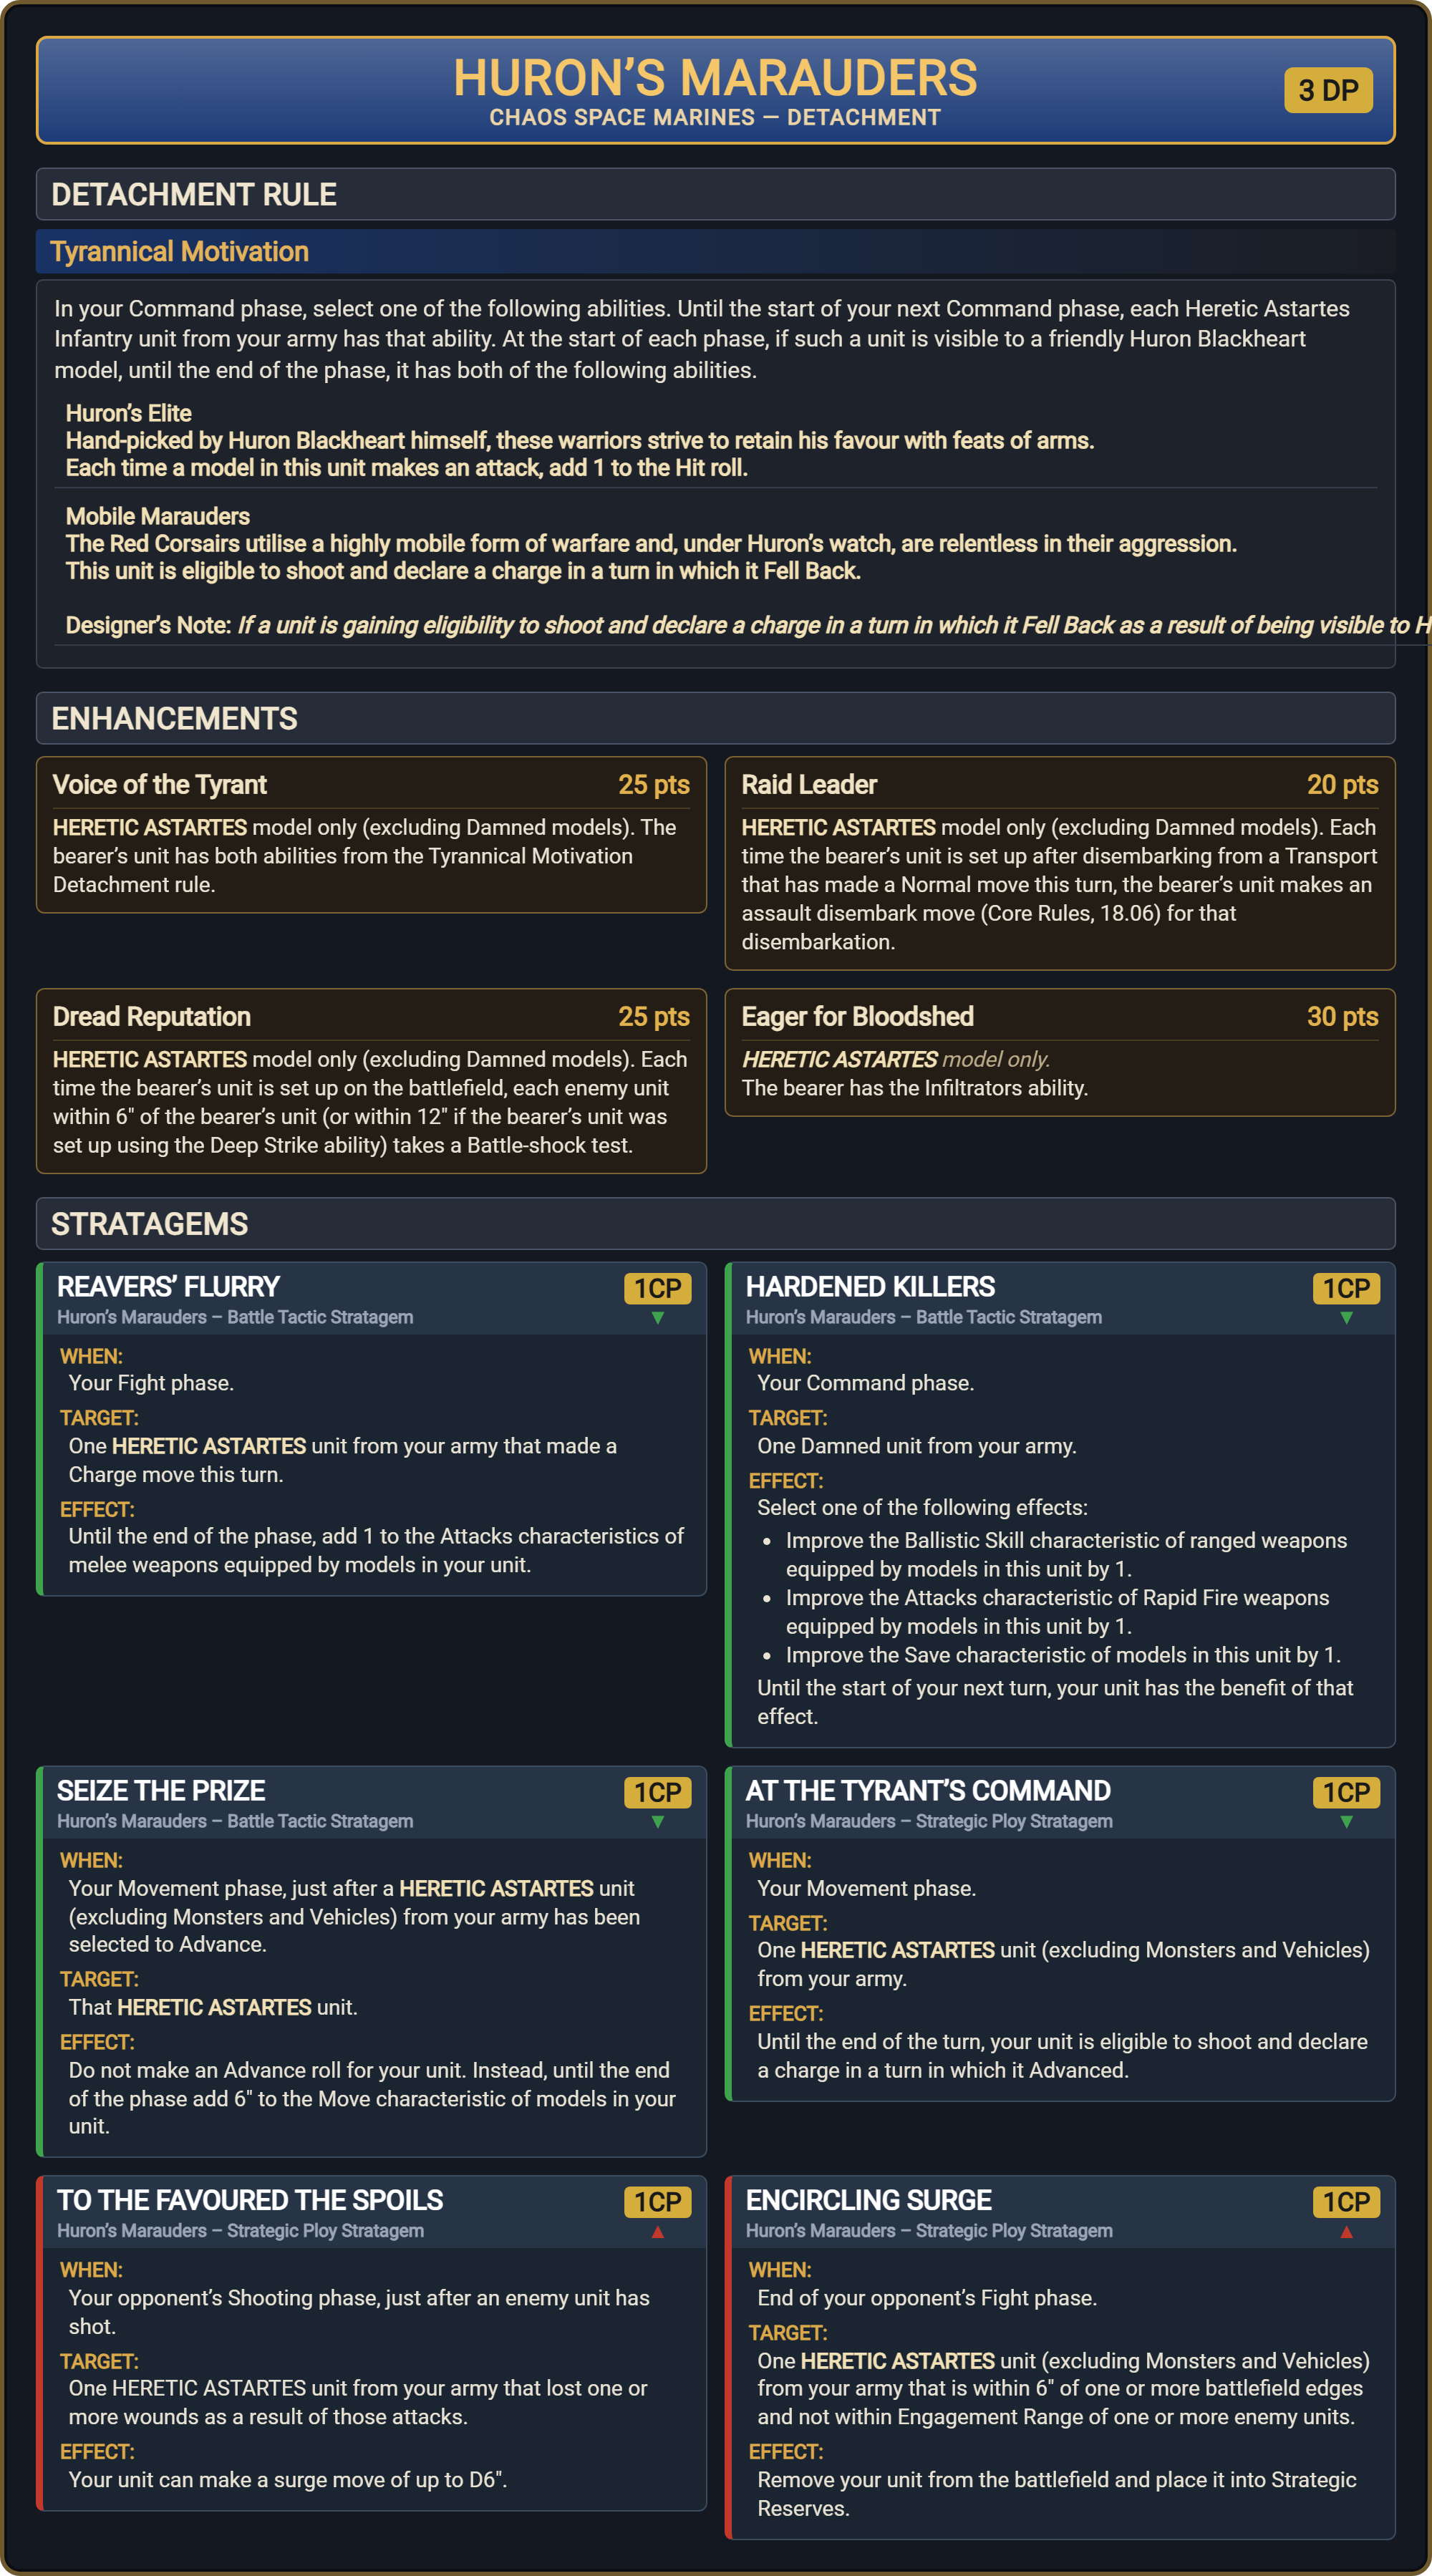 HURON’S MARAUDERS
CHAOS SPACE MARINES — DETACHMENT
3 DP
DETACHMENT RULE
Tyrannical Motivation
In your Command phase, select one of the following abilities. Until the start of your next Command phase, each Heretic Astartes
Infantry unit from your army has that ability. At the start of each phase, if such a unit is visible to a friendly Huron Blackheart
model, until the end of the phase, it has both of the following abilities.
Huron’s Elite
Hand-picked by Huron Blackheart himself, these warriors strive to retain his favour with feats of arms.
Each time a model in this unit makes an attack, add 1 to the Hit roll.
Mobile Marauders
The Red Corsairs utilise a highly mobile form of warfare and, under Huron’s watch, are relentless in their aggression.
This unit is eligible to shoot and declare a charge in a turn in which it Fell Back.
Designer’s Note: If a unit is gaining eligibility to shoot and declare a charge in a turn in which it Fell Back as a result of being visible to
ENHANCEMENTS
Voice of the Tyrant
25 pts
HERETIC ASTARTES model only (excluding Damned models). The
bearer’s unit has both abilities from the Tyrannical Motivation
Detachment rule.
Raid Leader
20 pts
HERETIC ASTARTES model only (excluding Damned models). Each
time the bearer’s unit is set up after disembarking from a Transport
that has made a Normal move this turn, the bearer’s unit makes an
assault disembark move (Core Rules, 18.06) for that
disembarkation.
Dread Reputation
25 pts
HERETIC ASTARTES model only (excluding Damned models). Each
time the bearer’s unit is set up on the battlefield, each enemy unit
within 6" of the bearer’s unit (or within 12" if the bearer’s unit was
set up using the Deep Strike ability) takes a Battle-shock test.
Eager for Bloodshed
30 pts
HERETIC ASTARTES model only.
The bearer has the Infiltrators ability.
STRATAGEMS
REAVERS’ FLURRY
1CP
Huron’s Marauders – Battle Tactic Stratagem
▼
WHEN:
Your Fight phase.
TARGET:
One HERETIC ASTARTES unit from your army that made a
Charge move this turn.
EFFECT:
Until the end of the phase, add 1 to the Attacks characteristics of
melee weapons equipped by models in your unit.
HARDENED KILLERS
1CP
Huron’s Marauders – Battle Tactic Stratagem
▼
WHEN:
Your Command phase.
TARGET:
One Damned unit from your army.
EFFECT:
Select one of the following effects:
• Improve the Ballistic Skill characteristic of ranged weapons
equipped by models in this unit by 1.
• Improve the Attacks characteristic of Rapid Fire weapons
equipped by models in this unit by 1.
• Improve the Save characteristic of models in this unit by 1.
Until the start of your next turn, your unit has the benefit of that
effect.
SEIZE THE PRIZE
1CP
Huron’s Marauders – Battle Tactic Stratagem
▼
WHEN:
Your Movement phase, just after a HERETIC ASTARTES unit
(excluding Monsters and Vehicles) from your army has been
selected to Advance.
TARGET:
That HERETIC ASTARTES unit.
EFFECT:
Do not make an Advance roll for your unit. Instead, until the end
of the phase add 6" to the Move characteristic of models in your
unit.
AT THE TYRANT’S COMMAND
1CP
Huron’s Marauders – Strategic Ploy Stratagem
▼
WHEN:
Your Movement phase.
TARGET:
One HERETIC ASTARTES unit (excluding Monsters and Vehicles)
from your army.
EFFECT:
Until the end of the turn, your unit is eligible to shoot and declare
a charge in a turn in which it Advanced.
TO THE FAVOURED THE SPOILS
1CP
Huron’s Marauders – Strategic Ploy Stratagem
▲
WHEN:
Your opponent’s Shooting phase, just after an enemy unit has
shot.
TARGET:
One HERETIC ASTARTES unit from your army that lost one or
more wounds as a result of those attacks.
EFFECT:
Your unit can make a surge move of up to D6".
ENCIRCLING SURGE
1CP
Huron’s Marauders – Strategic Ploy Stratagem
▲
WHEN:
End of your opponent’s Fight phase.
TARGET:
One HERETIC ASTARTES unit (excluding Monsters and Vehicles)
from your army that is within 6" of one or more battlefield edges
and not within Engagement Range of one or more enemy units.
EFFECT:
Remove your unit from the battlefield and place it into Strategic
Reserves.